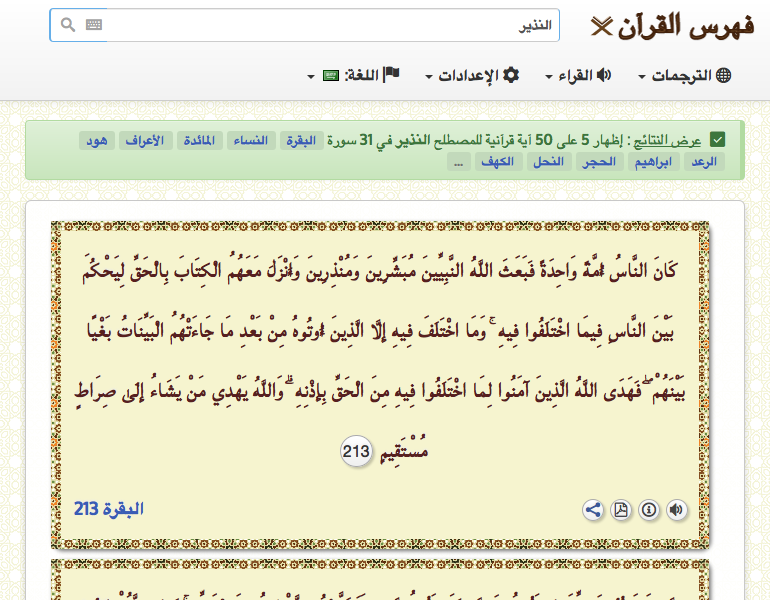 فهرس القرآن
النذير
الترجمات
القراء
الإعدادات
اللغة:
عرض النتائج : إظهار 5 على 50 آية قرآنية للمصطلح النذير في 31 سورة البقرة النساء المائدة الأعراف هود
الرعد ابراهيم الحجر النحل الكهف ...
كَانَ النَّاسُ أُمَّةً وَاحِدَةً فَبَعَثَ اللَّهُ النَّبِيِّينَ مُبَشِّرِينَ وَمُنْذِرِينَ وَأَنْزَلَ مَعَهُمُ الْكِتَابَ بِالْحَقِّ لِيَحْكُمَ
بَيْنَ النَّاسِ فِيمَا اخْتَلَفُوا فِيهِ ۚ وَمَا اخْتَلَفَ فِيهِ إِلَّا الَّذِينَ أُوتُوهُ مِنْ بَعْدِ مَا جَاءَتْهُمُ الْبَيِّنَاتُ بَغْيًا
بَيْنَهُمْ ۖ فَهَدَى اللَّهُ الَّذِينَ آمَنُوا لِمَا اخْتَلَفُوا فِيهِ مِنَ الْحَقِّ بِإِذْنِهِ ۗ وَاللَّهُ يَهْدِي مَنْ يَشَاءُ إِلَىٰ صِرَاطٍ
مُسْتَقِيمٍ 213
البقرة 213